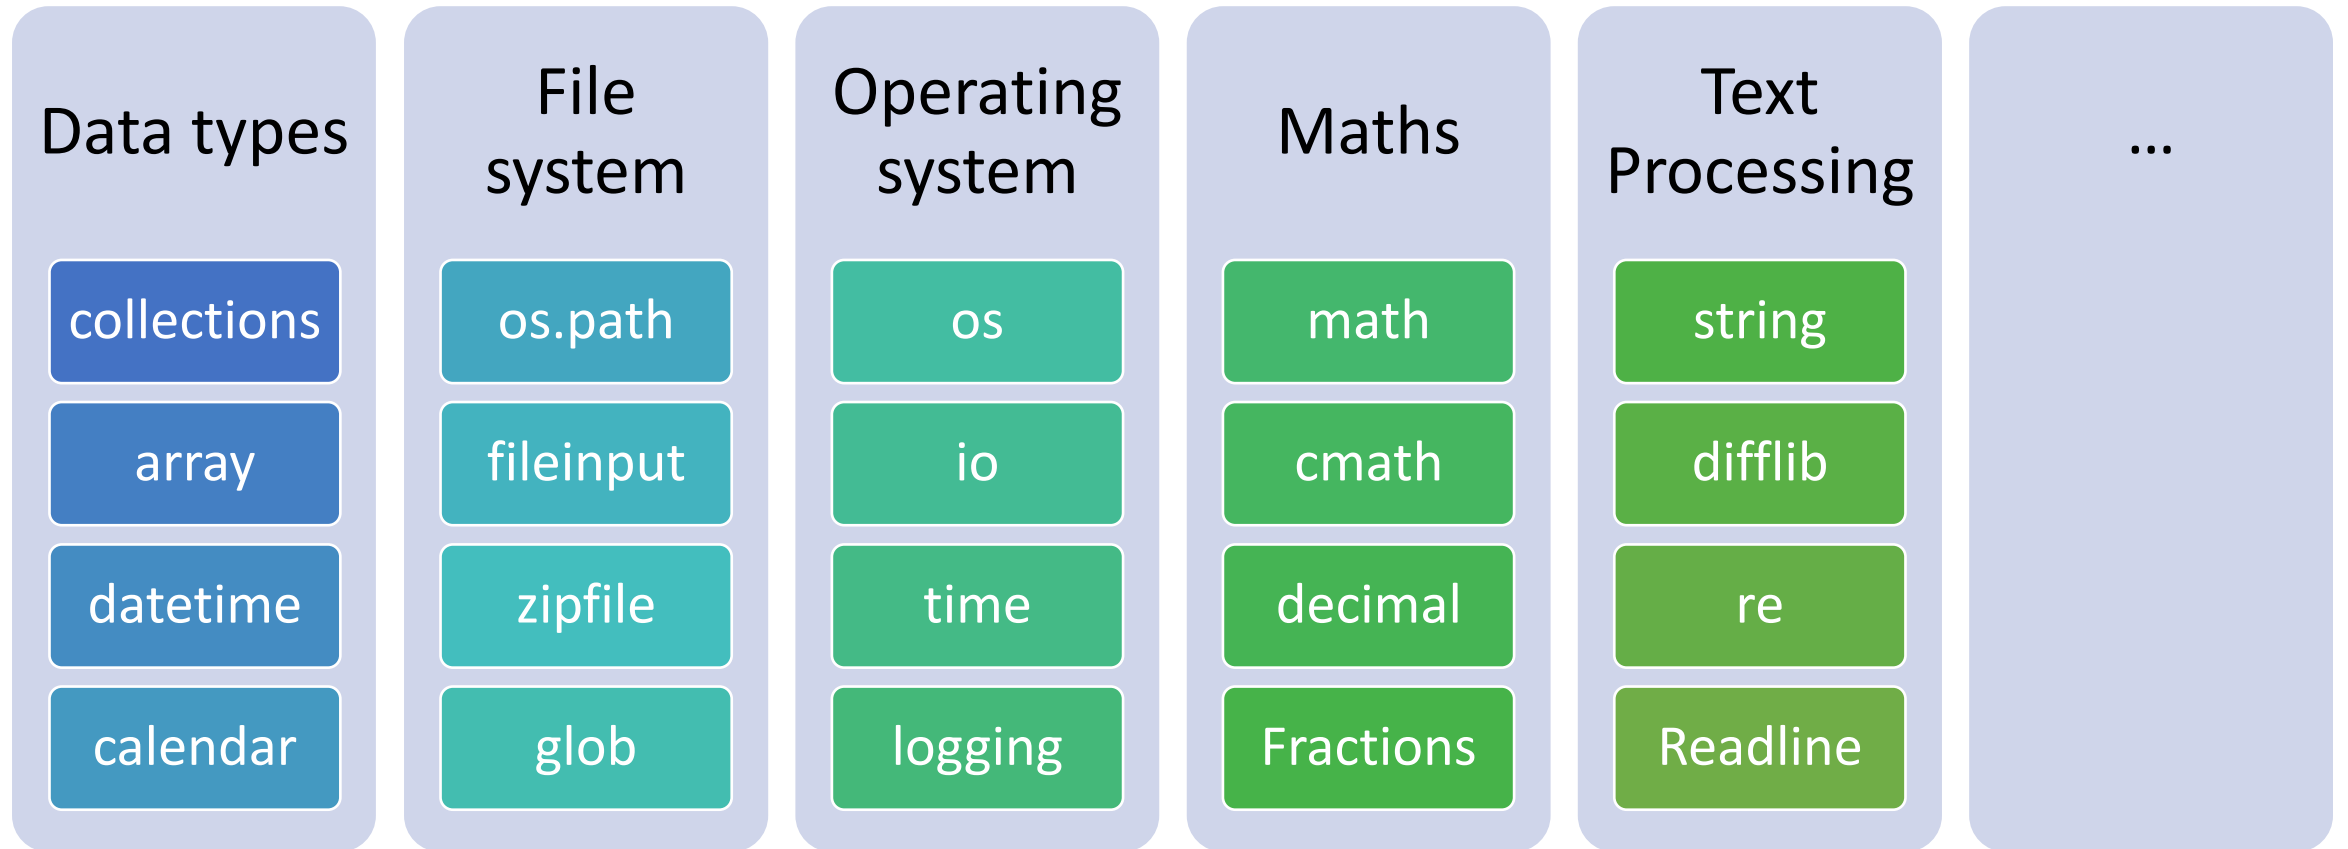 Data types
collections
array
datetime
calendar
File
system
os.path
fileinput
zipfile
glob
Operating
system
os
io
time
logging
Maths
math
cmath
decimal
Fractions
Text
Processing
string
difflib
re
Readline
...